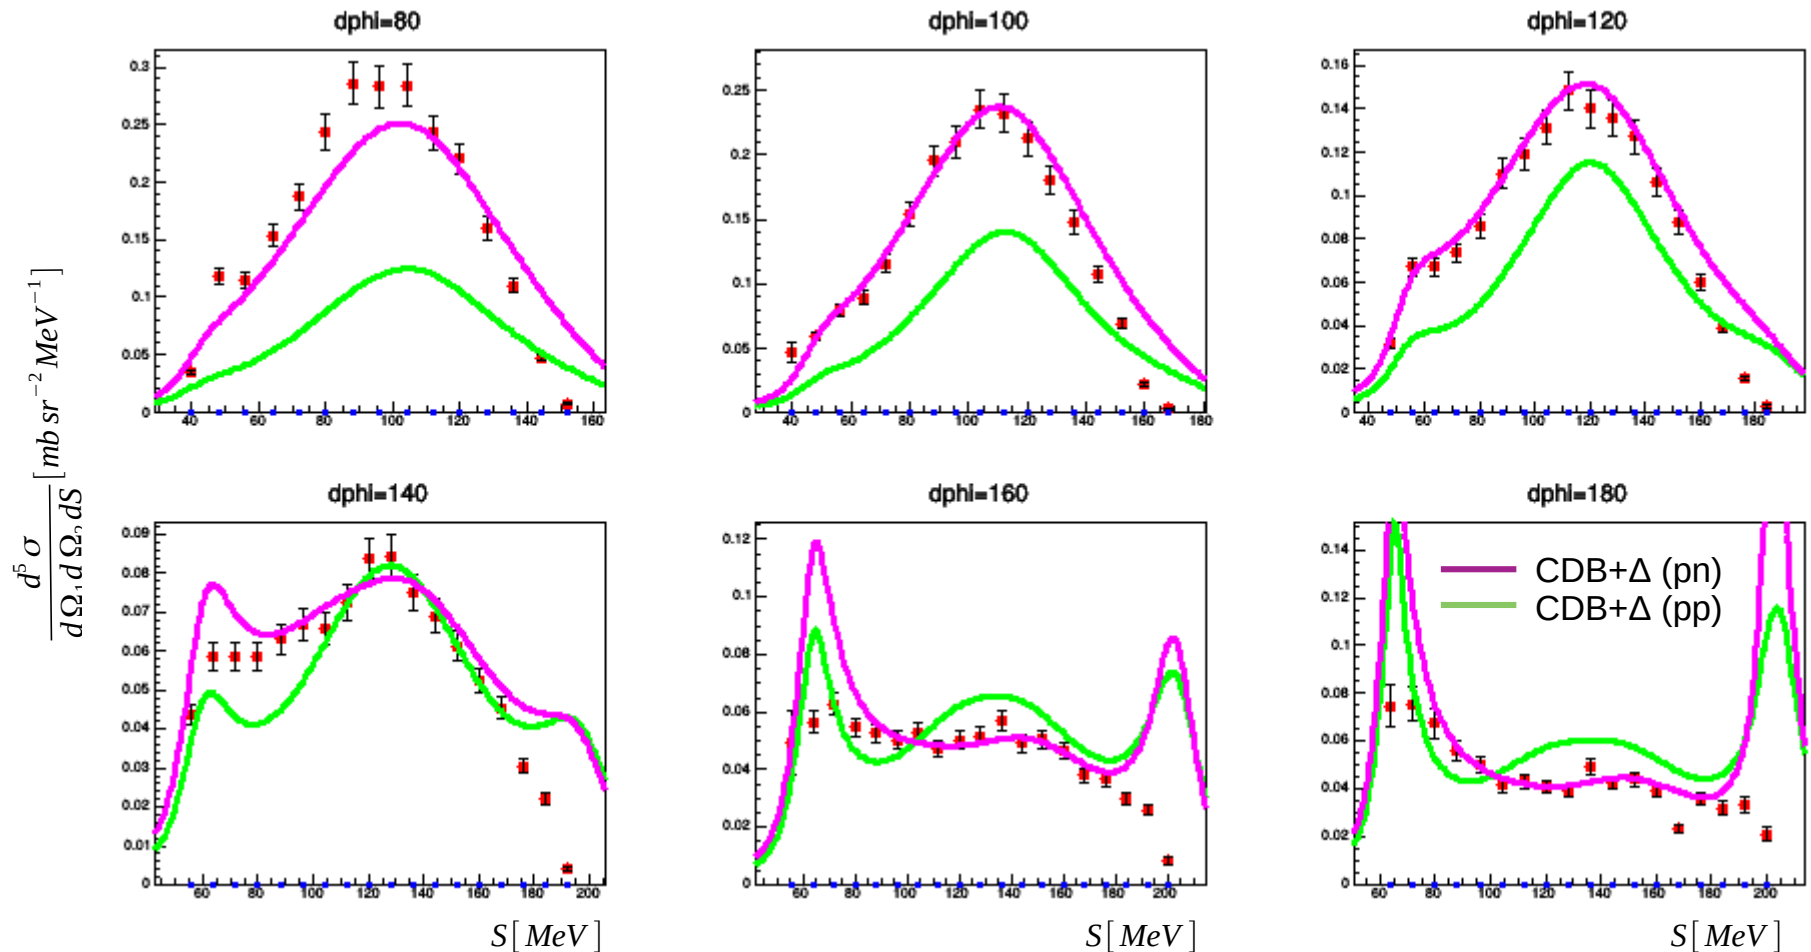 dphi=80
dphi=100
dphi=120
0.3
0.25
0.2
0.15
0.1
0.05
0
40 60 80 100 120 140 160
0.25
0.2
0.15
0.1
0.05
0
40 60 80 100 120 140 160 180
0.16
0.14
0.12
0.1
0.08
0.06
0.04
0.02
0
40 60 80 100 120 140 160 180
d⁵ σ / dΩ₁ dΩ₂ dS [mb sr⁻² MeV⁻¹]
dphi=140
dphi=160
dphi=180
0.09
0.08
0.07
0.06
0.05
0.04
0.03
0.02
0.01
0
60 80 100 120 140 160 180 200
0.12
0.1
0.08
0.06
0.04
0.02
0
60 80 100 120 140 160 180 200
0.14
0.12
0.1
0.08
0.06
0.04
0.02
0
60 80 100 120 140 160 180 200
CDB+Δ (pn)
CDB+Δ (pp)
S[MeV]
S[MeV]
S[MeV]